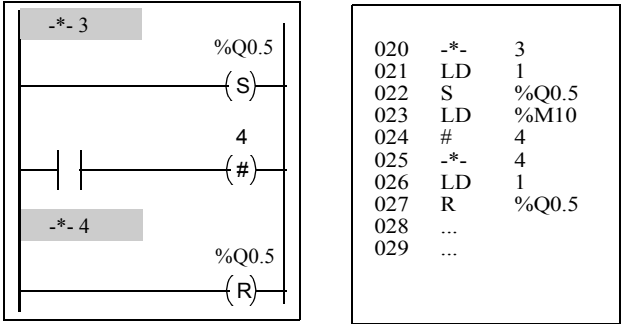 -*- 3
%Q0.5
(S)
4
(#)
-*- 4
%Q0.5
(R)
020 -*- 3
021 LD 1
022 S %Q0.5
023 LD %M10
024 # 4
025 -*- 4
026 LD 1
027 R %Q0.5
028 ...
029 ...